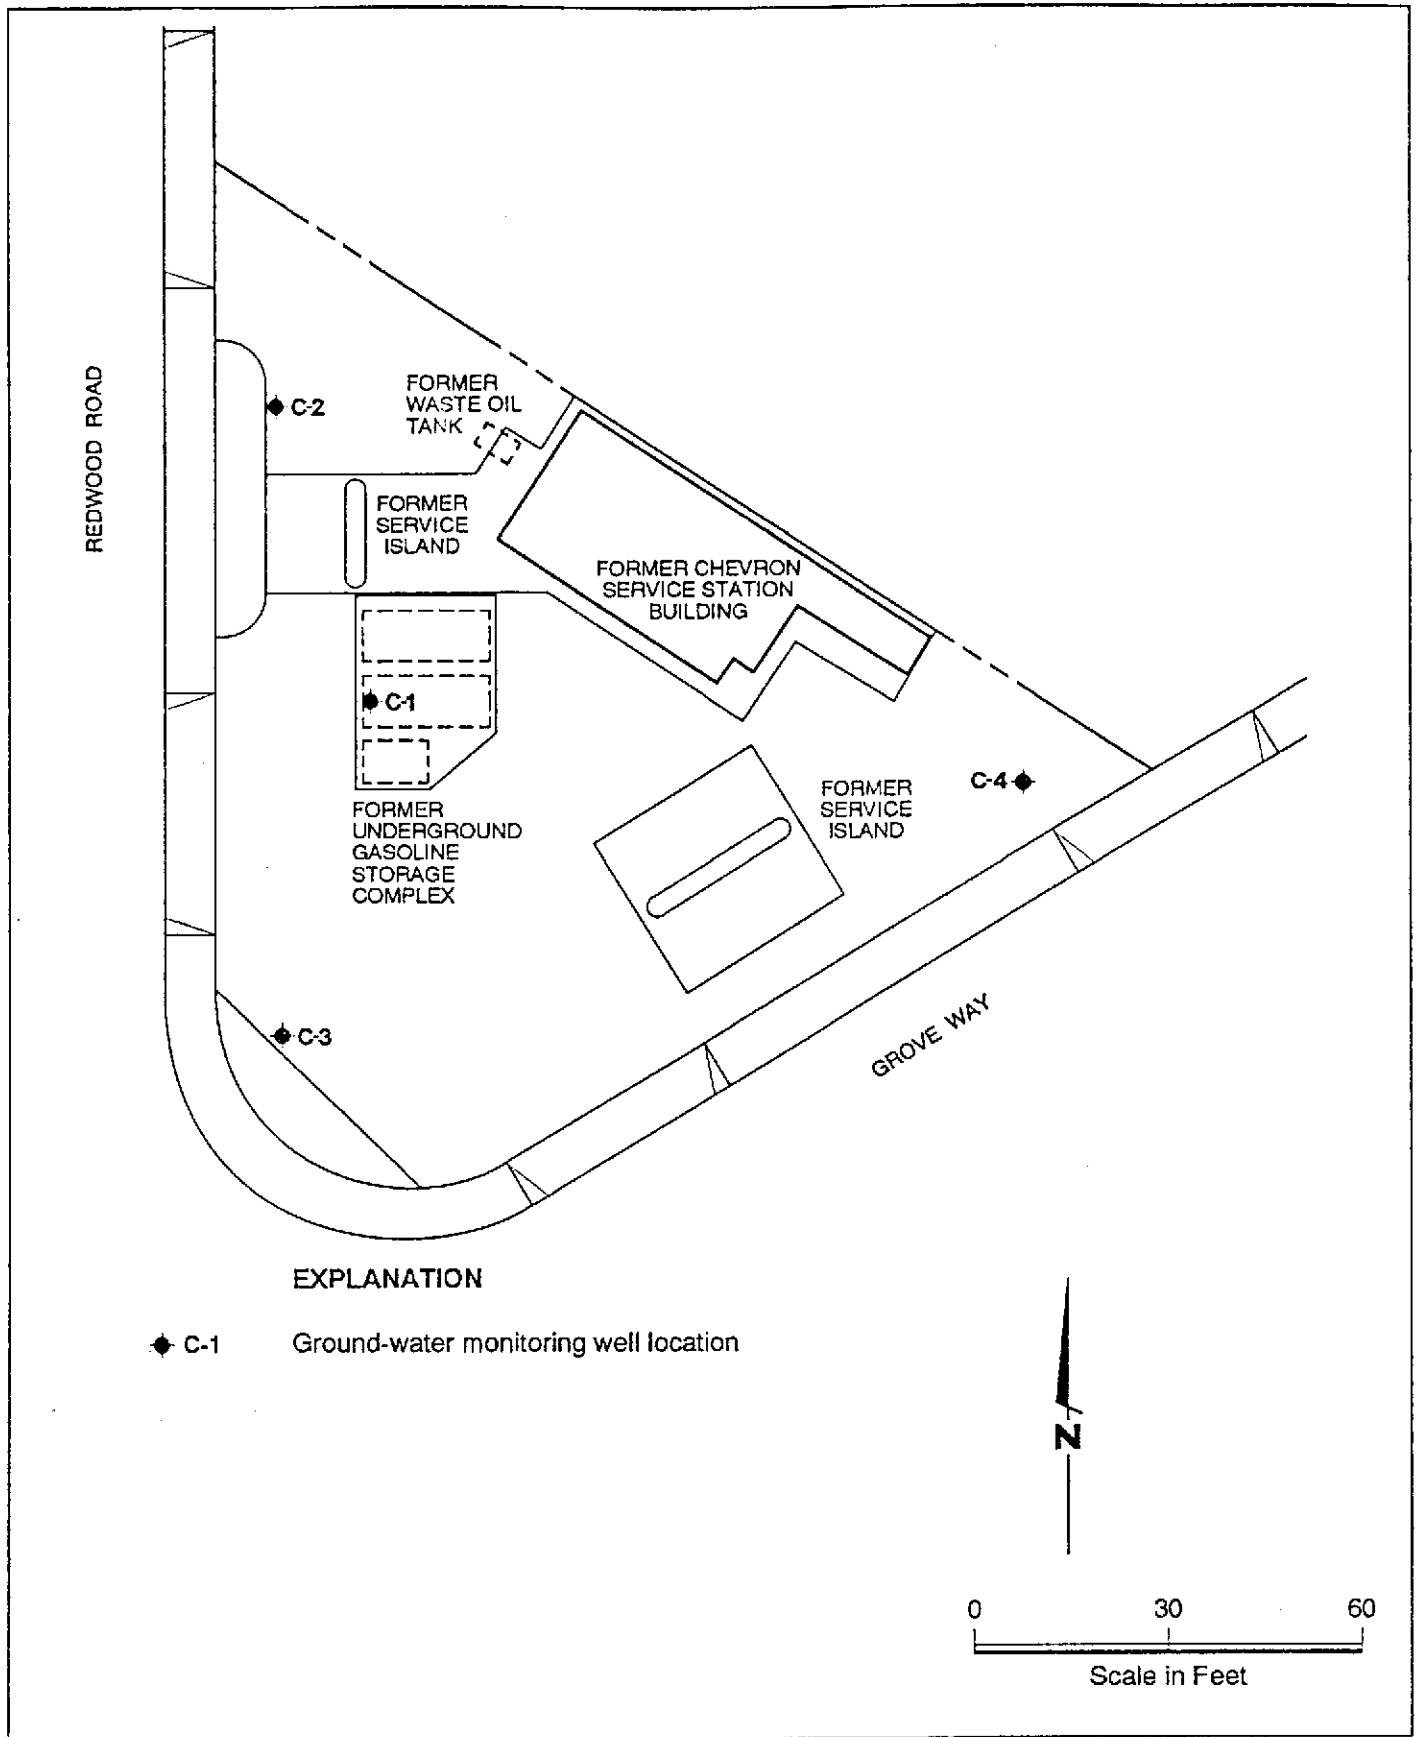 REDWOOD ROAD
C-2
FORMER
WASTE OIL
TANK
FORMER
SERVICE
ISLAND
FORMER CHEVRON
SERVICE STATION
BUILDING
C-1
FORMER
UNDERGROUND
GASOLINE
STORAGE
COMPLEX
FORMER
SERVICE
ISLAND
C-4
C-3
GROVE WAY
EXPLANATION
C-1 Ground-water monitoring well location
N
0 30 60
Scale in Feet